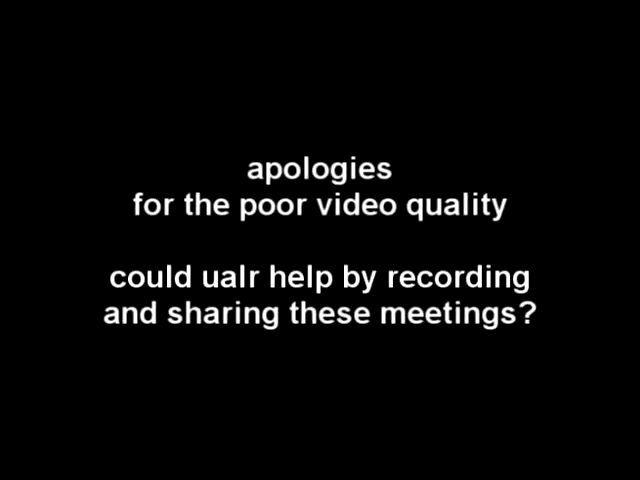 apologies
for the poor video quality
could ualr help by recording
and sharing these meetings?